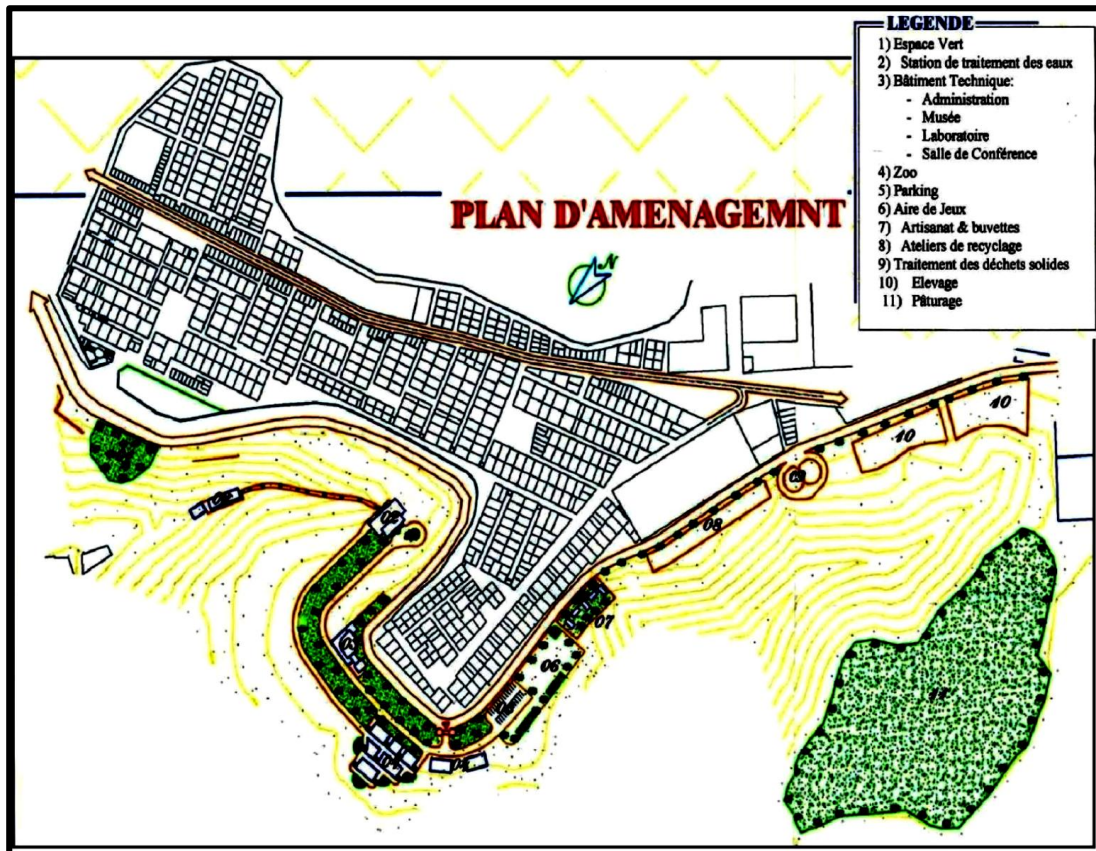 LEGENDE
1) Espace Vert
2) Station de traitement des eaux
3) Bâtiment Technique:
- Administration
- Musée
- Laboratoire
- Salle de Conférence
4) Zoo
5) Parking
6) Aire de Jeux
7) Artisanat & buvettes
8) Ateliers de recyclage
9) Traitement des déchets solides
10) Elevage
11) Pâturage
PLAN D'AMENAGEMNT
N
10
10
08
02
07
06